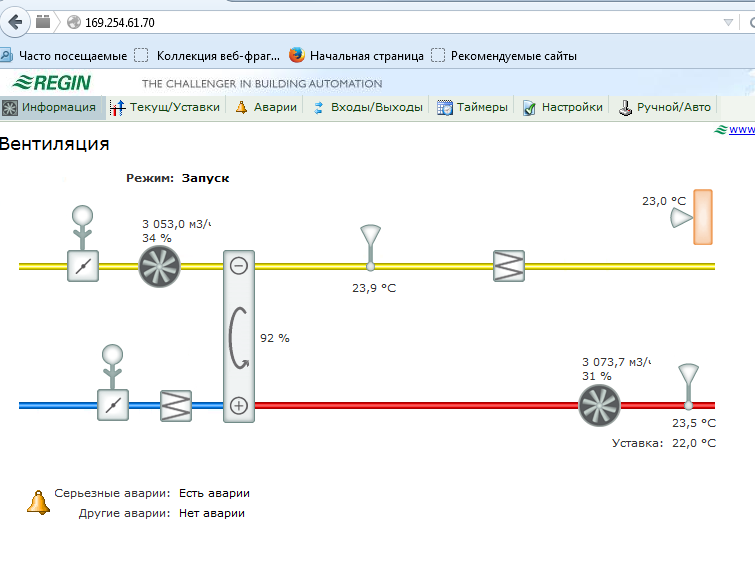 169.254.61.70
Часто посещаемые Коллекция веб-фраг... Начальная страница Рекомендуемые сайты
REGIN THE CHALLENGER IN BUILDING AUTOMATION
Информация Текущ/Уставки Аварии Входы/Выходы Таймеры Настройки Ручной/Авто
www
Вентиляция
Режим: Запуск
23,0 °C
3 053,0 м3/ч
34 %
23,9 °C
92 %
3 073,7 м3/ч
31 %
23,5 °C
Уставка: 22,0 °C
Серьезные аварии: Есть аварии
Другие аварии: Нет аварии